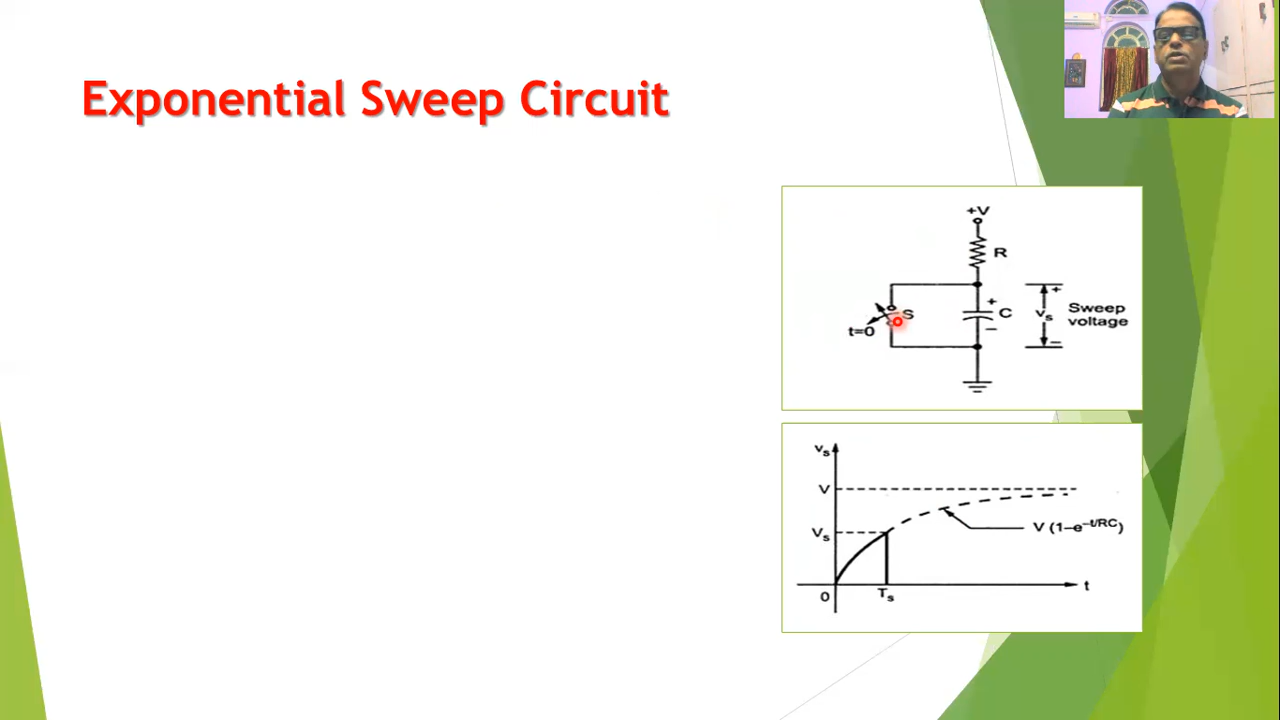 Exponential Sweep Circuit
+V
R
S
t=0
+
C
−
+
vs
−
Sweep
voltage
vs
V
Vs
V (1–e–t/RC)
0
Ts
t